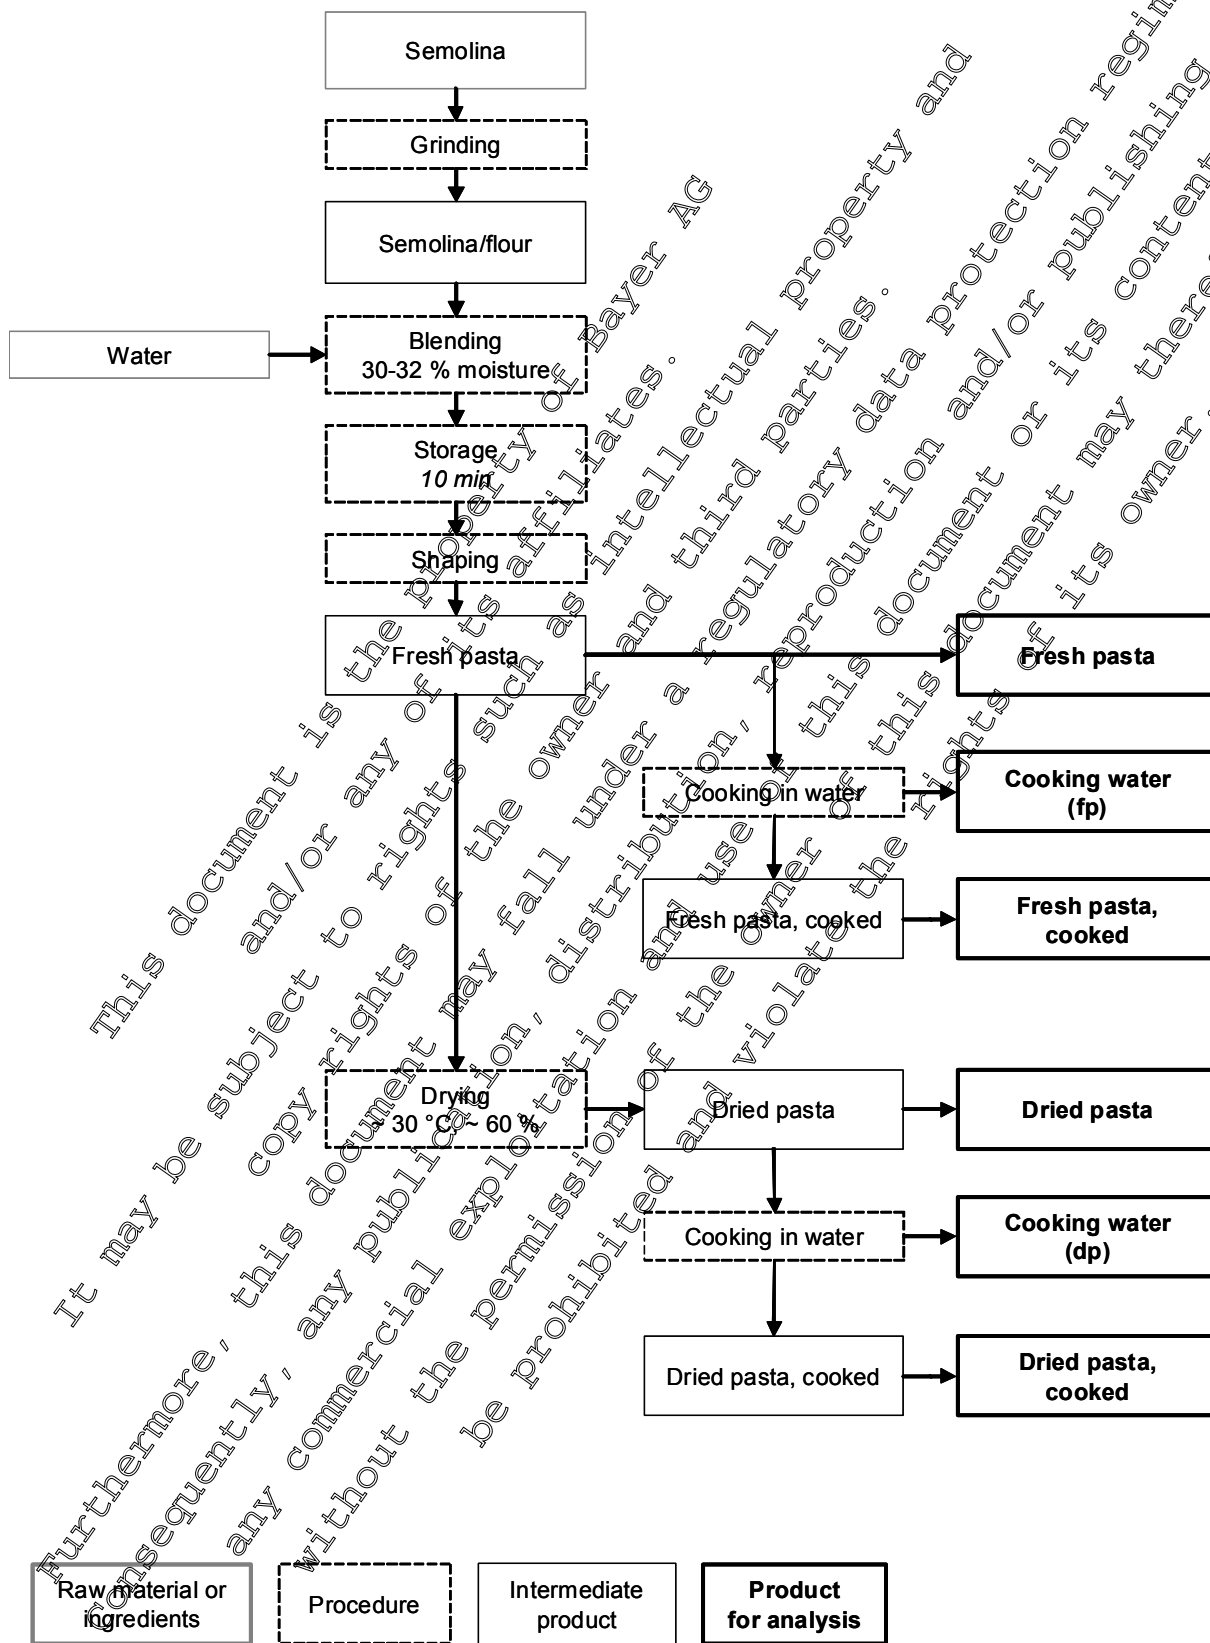 Semolina
Grinding
Semolina/flour
Water
Blending
30-32 % moisture
Storage
10 min
Shaping
Fresh pasta
Fresh pasta
Cooking in water
Cooking water
(fp)
Fresh pasta, cooked
Fresh pasta,
cooked
Drying
~ 30 °C, ~ 60 %
Dried pasta
Dried pasta
Cooking in water
Cooking water
(dp)
Dried pasta, cooked
Dried pasta,
cooked
Raw material or
ingredients
Procedure
Intermediate
product
Product
for analysis
This document is the property of Bayer AG
and/or any of its affiliates.
It may be subject to rights such as intellectual property and
copy rights of the owner and third parties.
Furthermore, this document may fall under a regulatory data protection
Consequently, any publication, distribution, reproduction and/or publishing
any commercial exploitation and use of this document or its
without the permission of the owner of this document may
be prohibited and violate the rights of its owner.